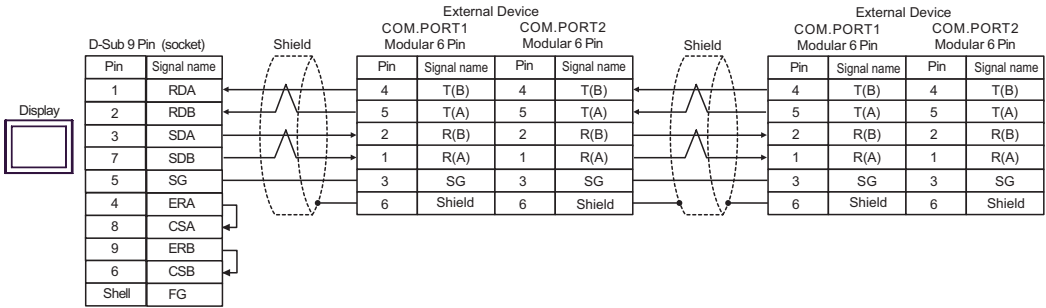 External Device
External Device
COM.PORT1 COM.PORT2
COM.PORT1 COM.PORT2
D-Sub 9 Pin (socket) Shield Modular 6 Pin Modular 6 Pin Shield Modular 6 Pin Modular 6 Pin
Pin Signal name Pin Signal name Pin Signal name Pin Signal name Pin Signal name
1 RDA 4 T(B) 4 T(B) 4 T(B) 4 T(B)
Display
2 RDB 5 T(A) 5 T(A) 5 T(A) 5 T(A)
3 SDA 2 R(B) 2 R(B) 2 R(B) 2 R(B)
7 SDB 1 R(A) 1 R(A) 1 R(A) 1 R(A)
5 SG 3 SG 3 SG 3 SG 3 SG
4 ERA 6 Shield 6 Shield 6 Shield 6 Shield
8 CSA
9 ERB
6 CSB
Shell FG